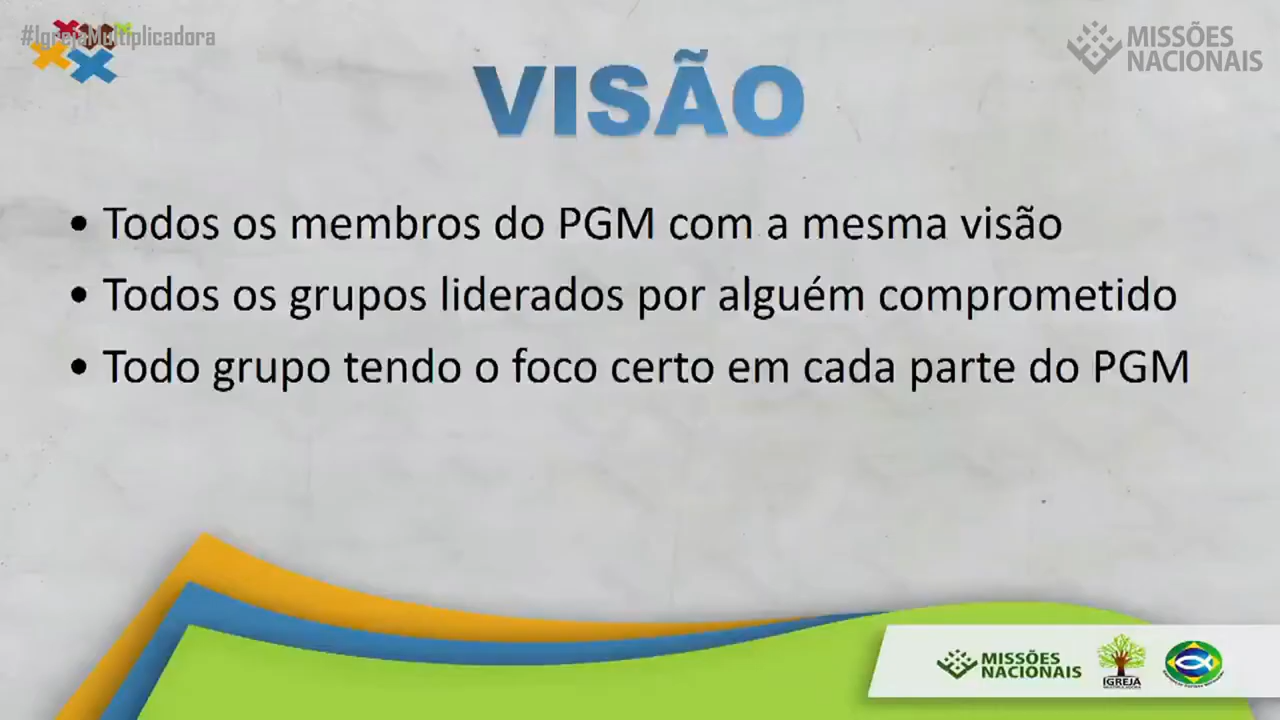 #IgrejaMultiplicadora
MISSÕES
NACIONAIS
VISÃO
• Todos os membros do PGM com a mesma visão
• Todos os grupos liderados por alguém comprometido
• Todo grupo tendo o foco certo em cada parte do PGM
MISSÕES
NACIONAIS
IGREJA